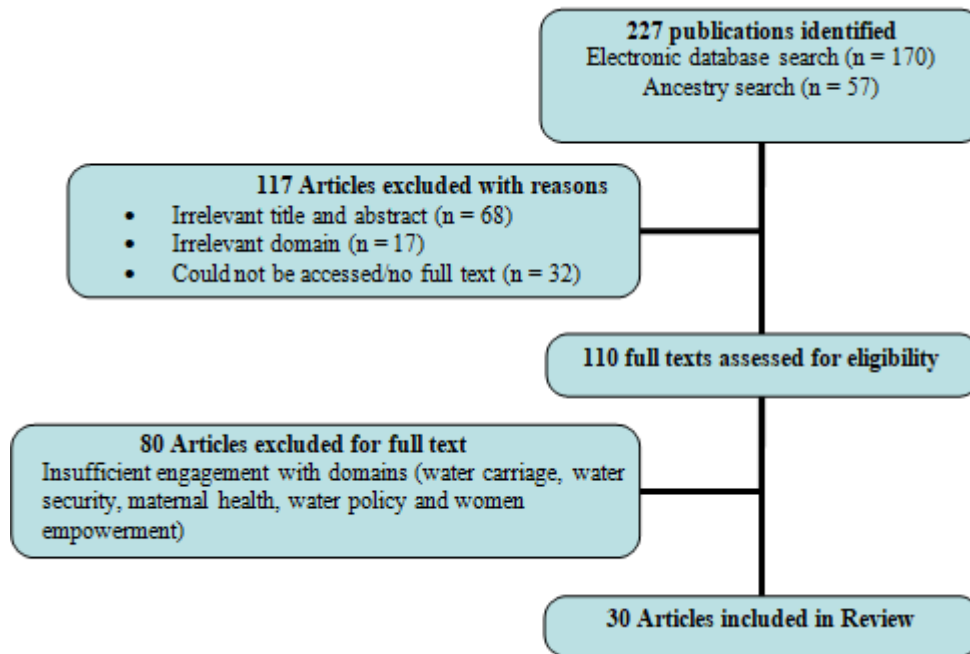 227 publications identified
Electronic database search (n = 170)
Ancestry search (n = 57)
117 Articles excluded with reasons
• Irrelevant title and abstract (n = 68)
• Irrelevant domain (n = 17)
• Could not be accessed/no full text (n = 32)
110 full texts assessed for eligibility
80 Articles excluded for full text
Insufficient engagement with domains (water carriage, water
security, maternal health, water policy and women
empowerment)
30 Articles included in Review